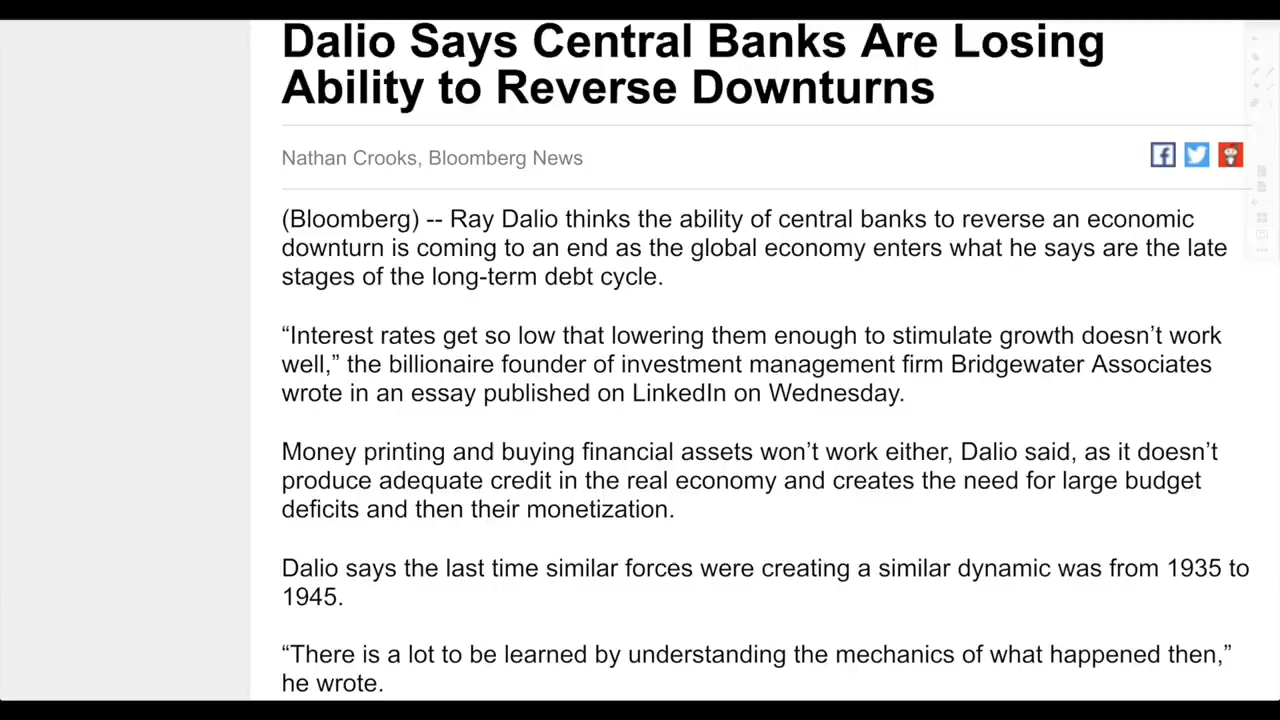 Dalio Says Central Banks Are Losing
Ability to Reverse Downturns
Nathan Crooks, Bloomberg News
(Bloomberg) -- Ray Dalio thinks the ability of central banks to reverse an economic
downturn is coming to an end as the global economy enters what he says are the late
stages of the long-term debt cycle.
“Interest rates get so low that lowering them enough to stimulate growth doesn’t work
well,” the billionaire founder of investment management firm Bridgewater Associates
wrote in an essay published on LinkedIn on Wednesday.
Money printing and buying financial assets won’t work either, Dalio said, as it doesn’t
produce adequate credit in the real economy and creates the need for large budget
deficits and then their monetization.
Dalio says the last time similar forces were creating a similar dynamic was from 1935 to
1945.
“There is a lot to be learned by understanding the mechanics of what happened then,”
he wrote.